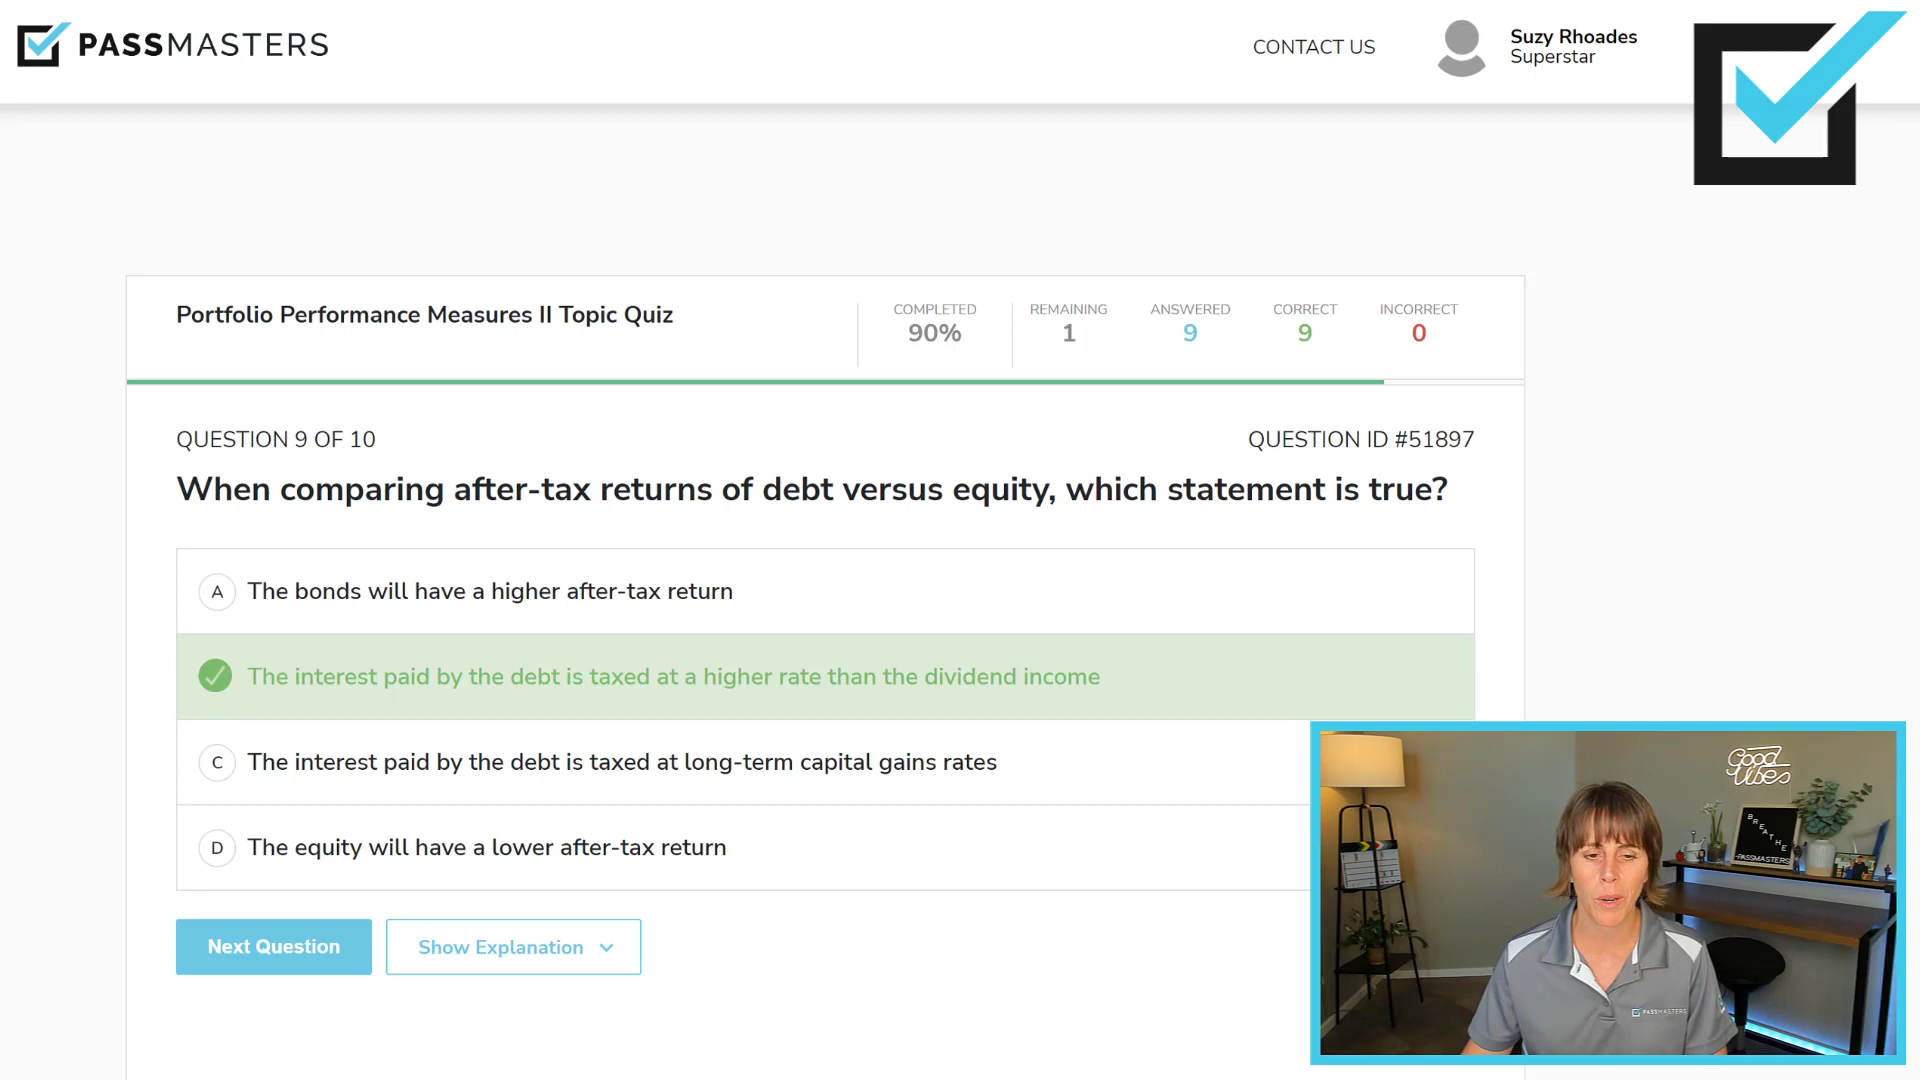 PASSMASTERS
CONTACT US
Suzy Rhoades
Superstar
Portfolio Performance Measures II Topic Quiz
COMPLETED
90%
REMAINING
1
ANSWERED
9
CORRECT
9
INCORRECT
0
QUESTION 9 OF 10
QUESTION ID #51897
When comparing after-tax returns of debt versus equity, which statement is true?
A The bonds will have a higher after-tax return
The interest paid by the debt is taxed at a higher rate than the dividend income
C The interest paid by the debt is taxed at long-term capital gains rates
D The equity will have a lower after-tax return
Next Question
Show Explanation
Good
Vibes
BREATHE
-PASSMASTERS
PASSMASTERS